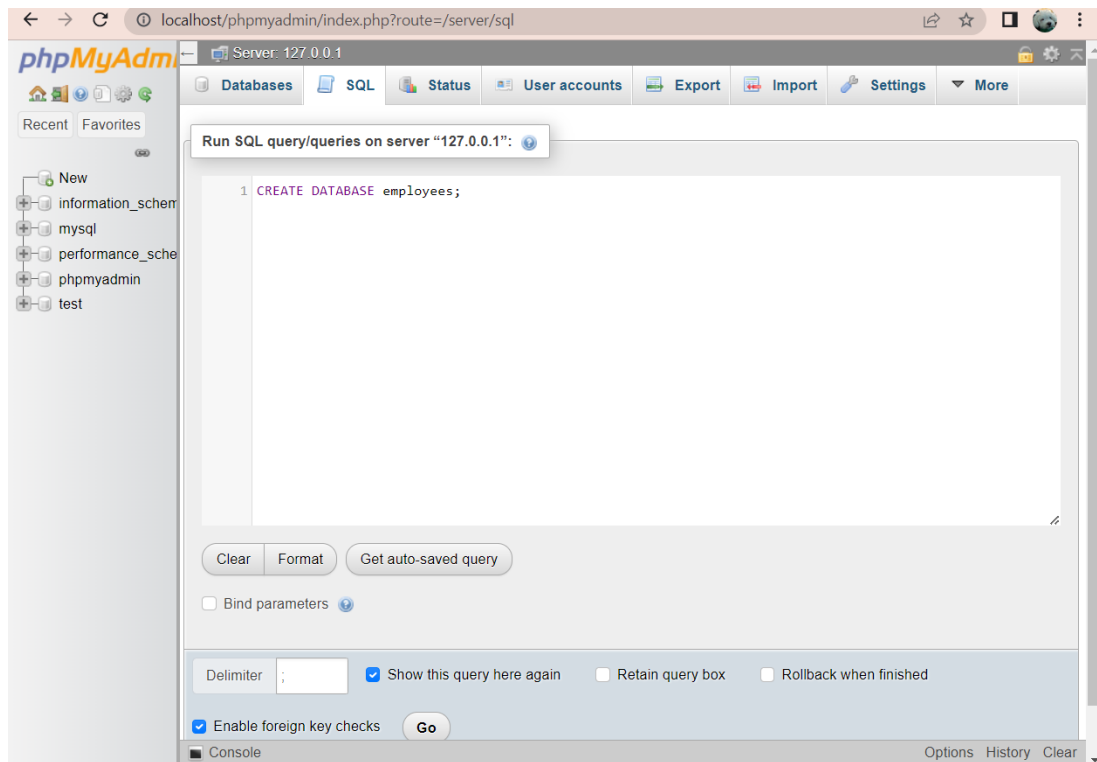 localhost/phpmyadmin/index.php?route=/server/sql
phpMyAdm
Recent Favorites
New
information_schem
mysql
performance_sche
phpmyadmin
test
Server: 127.0.0.1
Databases SQL Status User accounts Export Import Settings More
Run SQL query/queries on server “127.0.0.1”:
1 CREATE DATABASE employees;
Clear Format Get auto-saved query
Bind parameters
Delimiter ; Show this query here again Retain query box Rollback when finished
Enable foreign key checks Go
Console Options History Clear